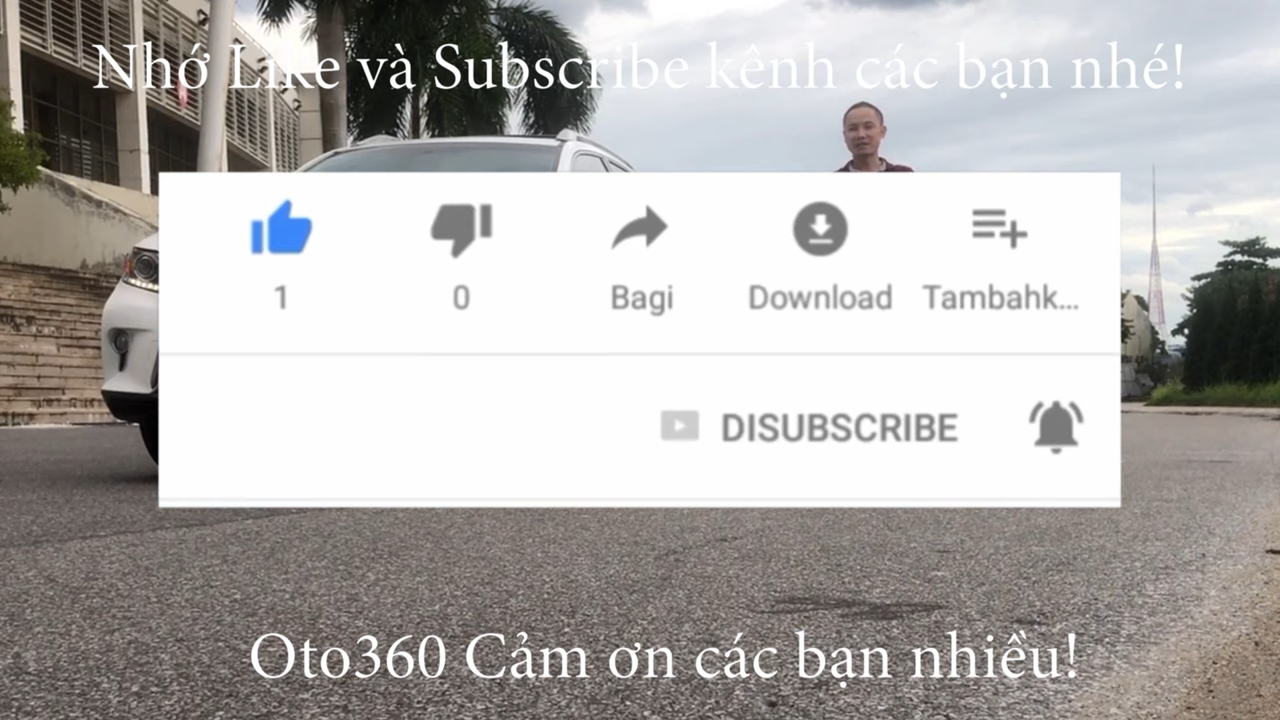 Nhớ Like và Subscribe kênh các bạn nhé!
1 0 Bagi Download Tambahk...
DISUBSCRIBE
Oto360 Cảm ơn các bạn nhiều!